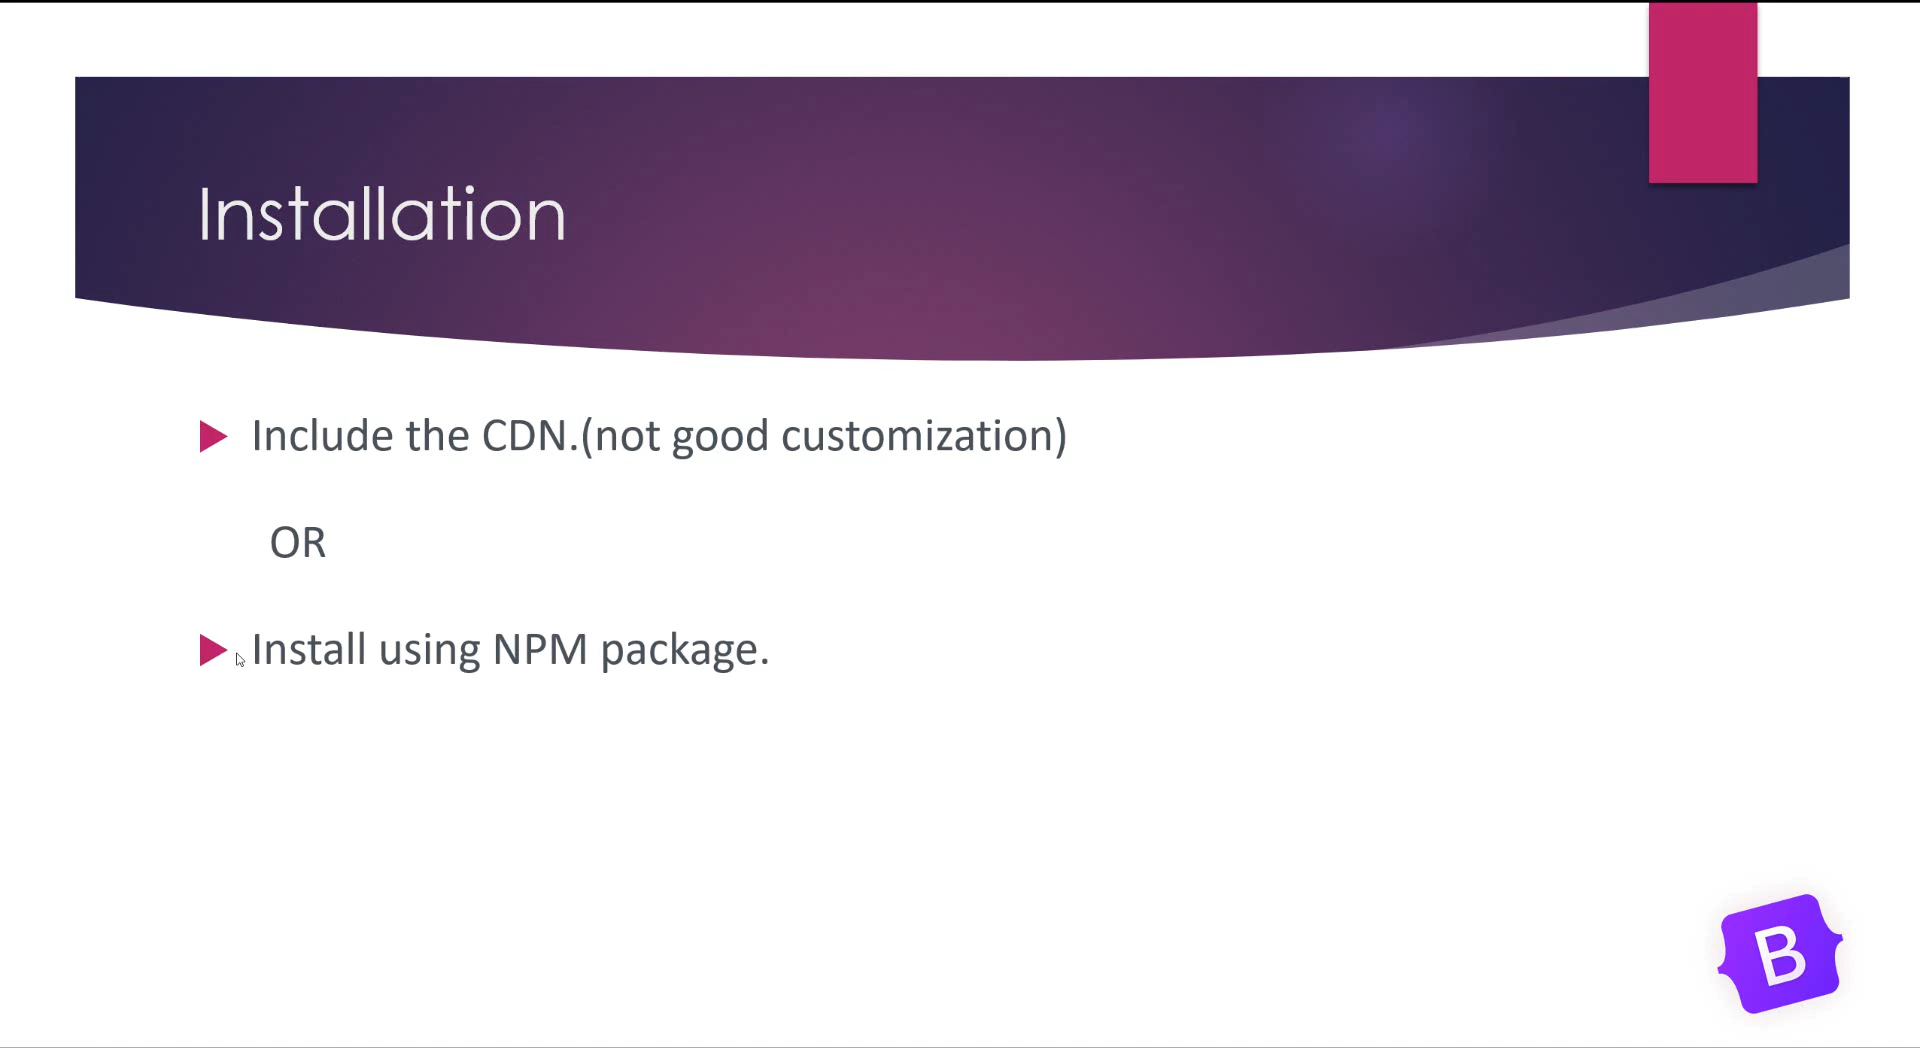 Installation
Include the CDN.(not good customization)
OR
Install using NPM package.
B